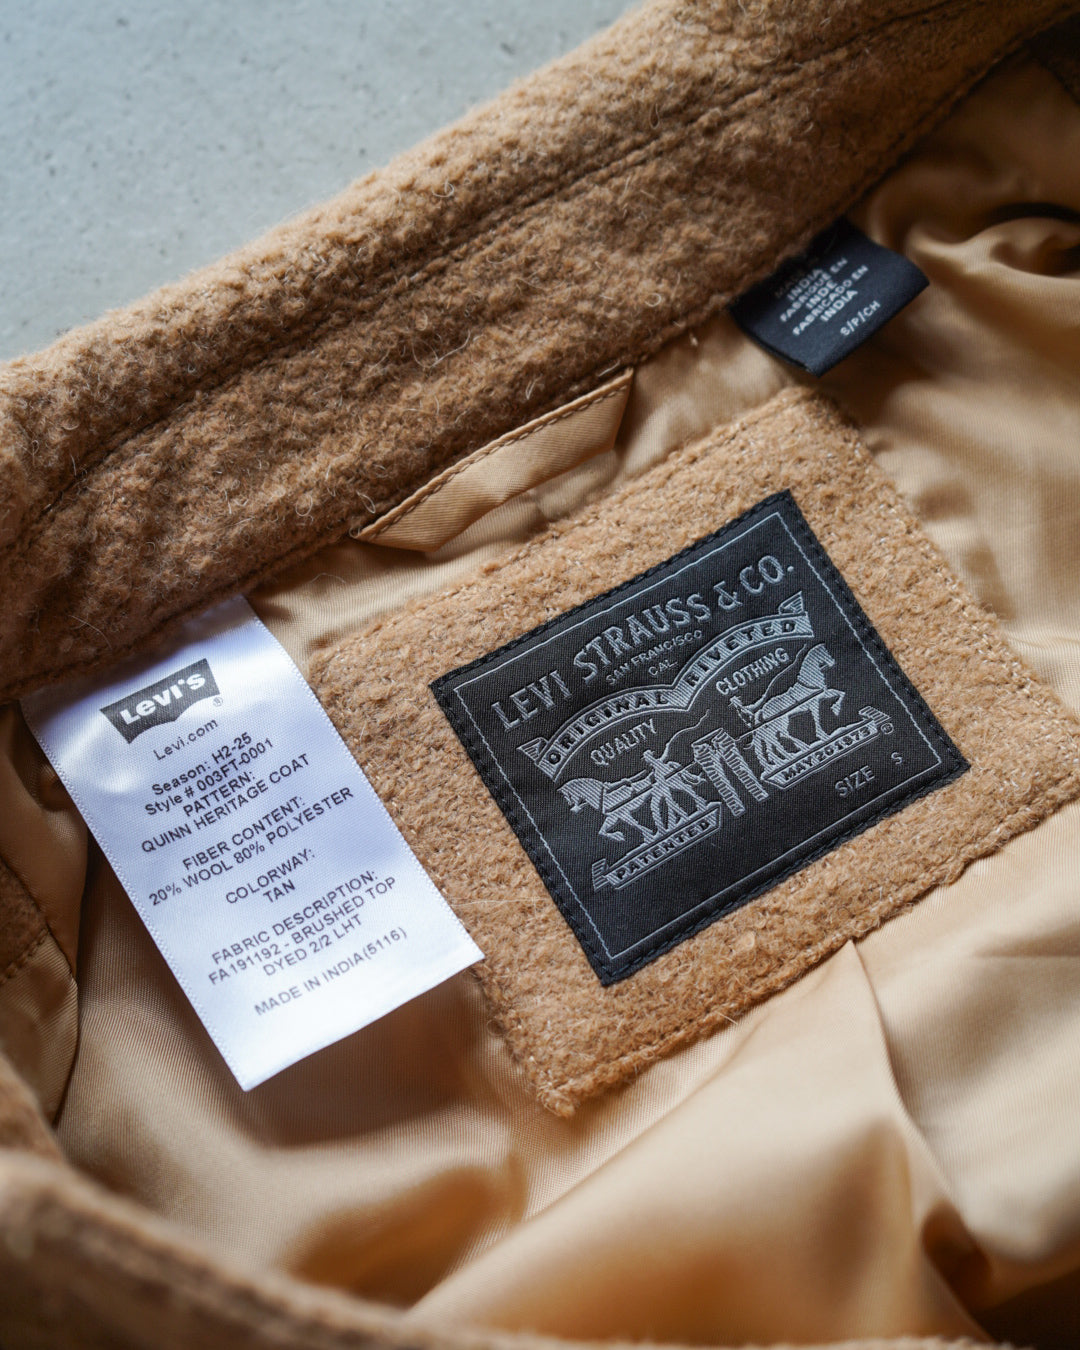 MADE IN
INDIA
FABRIQUÉ EN
INDE
FABRICADO EN
INDIA
S/P/CH
LEVI STRAUSS & CO.
SAN FRANCISCO
CAL
ORIGINAL RIVETED
QUALITY CLOTHING
PATENTED
MAY 20 1873
®
SIZE S
Levi's
®
Levi.com
Season: H2-25
Style # 003FT-0001
PATTERN:
QUINN HERITAGE COAT
FIBER CONTENT:
20% WOOL 80% POLYESTER
COLORWAY:
TAN
FABRIC DESCRIPTION:
FA191192 - BRUSHED TOP
DYED 2/2 LHT
MADE IN INDIA(5116)